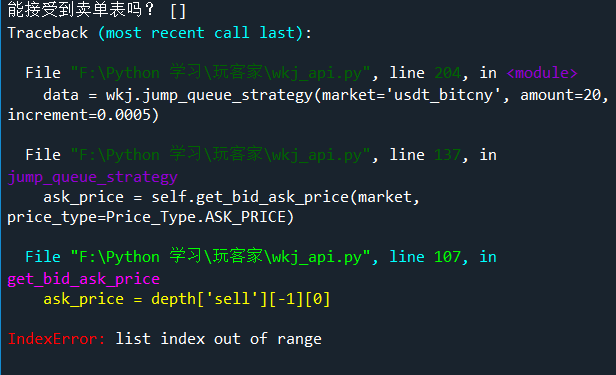 能接受到卖单表吗？ []
Traceback (most recent call last):
File "F:\Python 学习\玩客家\wkj_api.py", line 204, in <module>
data = wkj.jump_queue_strategy(market='usdt_bitcny', amount=20,
increment=0.0005)
File "F:\Python 学习\玩客家\wkj_api.py", line 137, in
jump_queue_strategy
ask_price = self.get_bid_ask_price(market,
price_type=Price_Type.ASK_PRICE)
File "F:\Python 学习\玩客家\wkj_api.py", line 107, in
get_bid_ask_price
ask_price = depth['sell'][-1][0]
IndexError: list index out of range